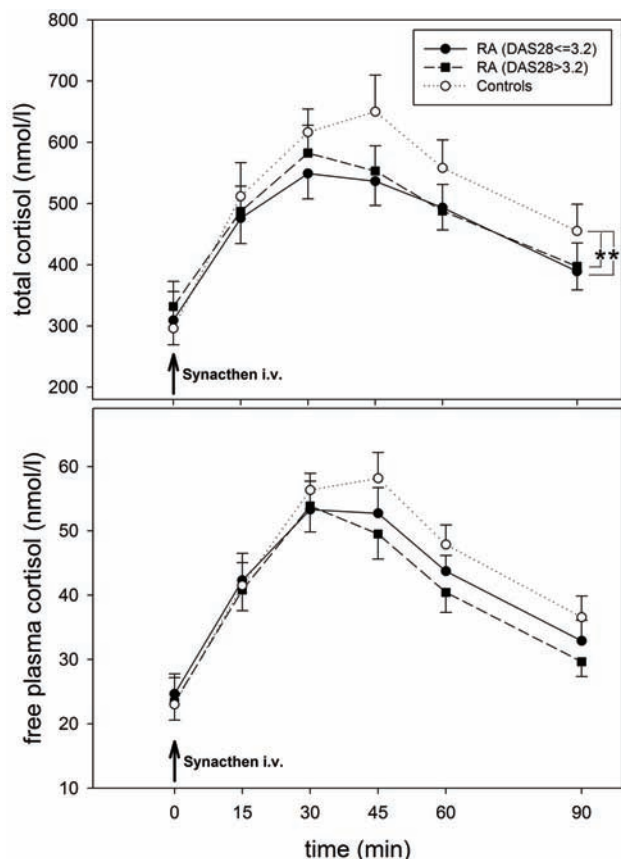 800
700
600
500
400
300
200
total cortisol (nmol/l)
RA (DAS28<=3.2)
RA (DAS28>3.2)
Controls
**
Synacthen i.v.
60
50
40
30
20
10
free plasma cortisol (nmol/l)
Synacthen i.v.
0 15 30 45 60 90
time (min)